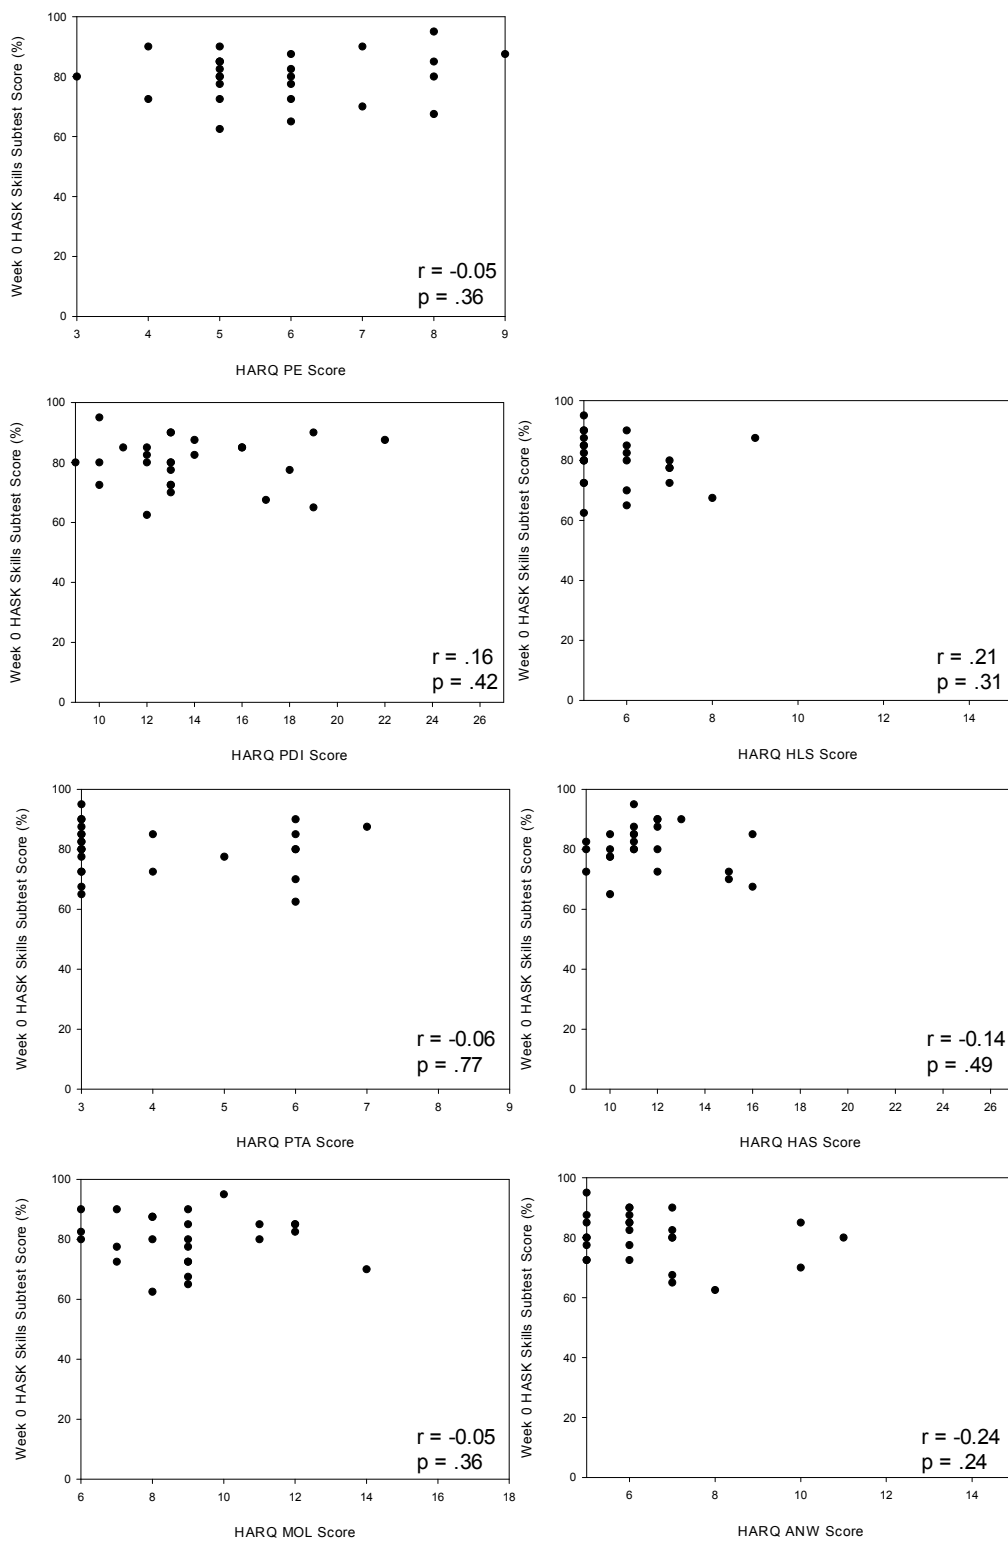 Week 0 HASK Skills Subtest Score (%)
100
80
60
40
20
0
r = -0.05
p = .36
3 4 5 6 7 8 9
HARQ PE Score
Week 0 HASK Skills Subtest Score (%)
100
80
60
40
20
0
r = .16
p = .42
10 12 14 16 18 20 22 24 26
HARQ PDI Score
Week 0 HASK Skills Subtest Score (%)
100
80
60
40
20
0
r = .21
p = .31
6 8 10 12 14
HARQ HLS Score
Week 0 HASK Skills Subtest Score (%)
100
80
60
40
20
0
r = -0.06
p = .77
3 4 5 6 7 8 9
HARQ PTA Score
Week 0 HASK Skills Subtest Score (%)
100
80
60
40
20
0
r = -0.14
p = .49
10 12 14 16 18 20 22 24 26
HARQ HAS Score
Week 0 HASK Skills Subtest Score (%)
100
80
60
40
20
0
r = -0.05
p = .36
6 8 10 12 14 16 18
HARQ MOL Score
Week 0 HASK Skills Subtest Score (%)
100
80
60
40
20
0
r = -0.24
p = .24
6 8 10 12 14
HARQ ANW Score